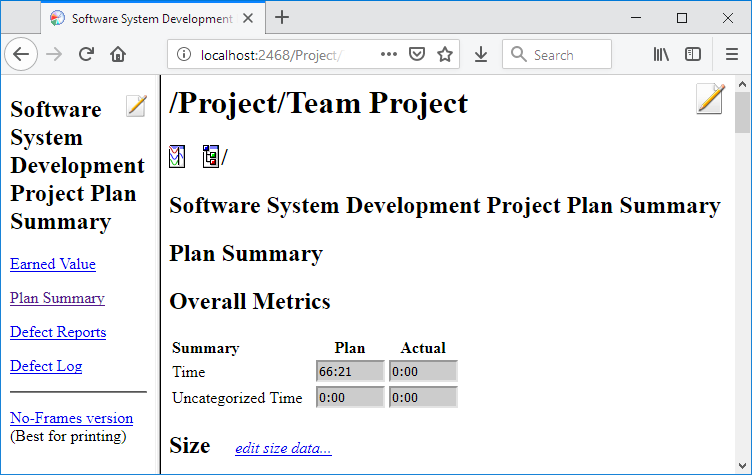 Software System Development
localhost:2468/Project/
Search
Software
System
Development
Project Plan
Summary
Earned Value
Plan Summary
Defect Reports
Defect Log
No-Frames version
(Best for printing)
/Project/Team Project
/
Software System Development Project Plan Summary
Plan Summary
Overall Metrics
Summary Plan Actual
Time 66:21 0:00
Uncategorized Time 0:00 0:00
Size edit size data...